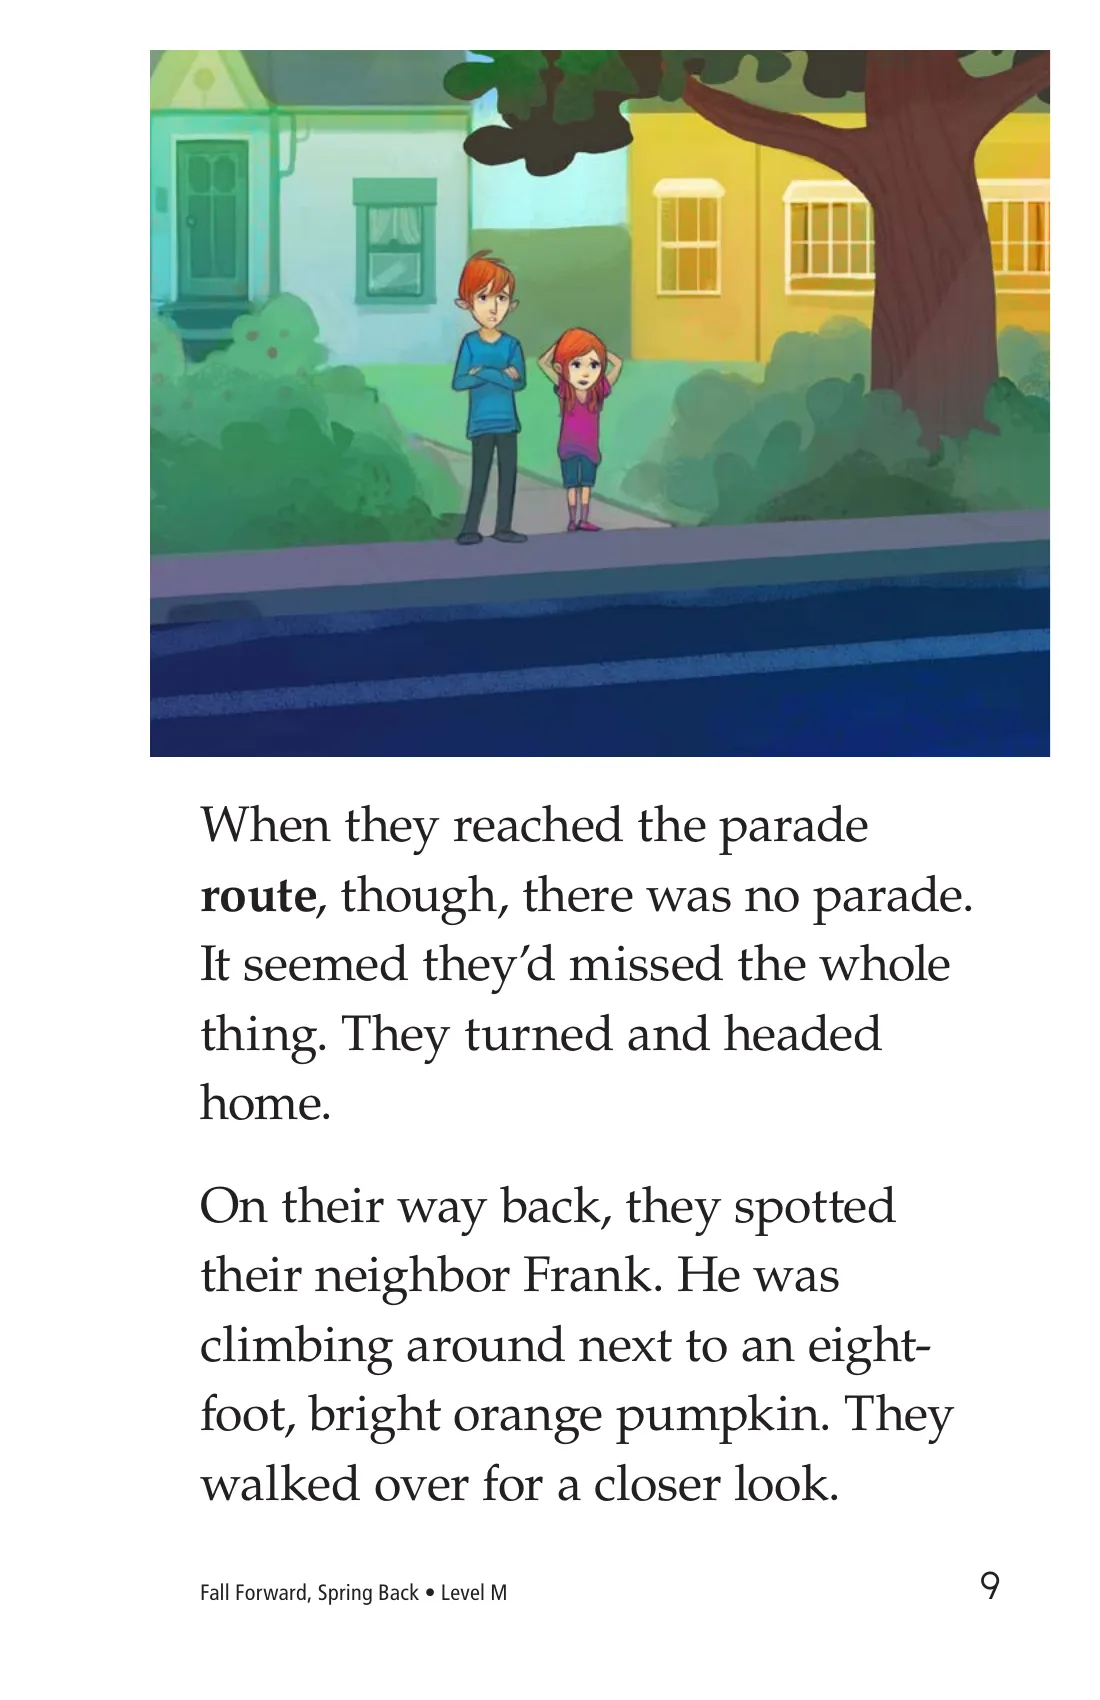 When they reached the parade
route, though, there was no parade.
It seemed they’d missed the whole
thing. They turned and headed
home.
On their way back, they spotted
their neighbor Frank. He was
climbing around next to an eight-
foot, bright orange pumpkin. They
walked over for a closer look.
Fall Forward, Spring Back • Level M
9